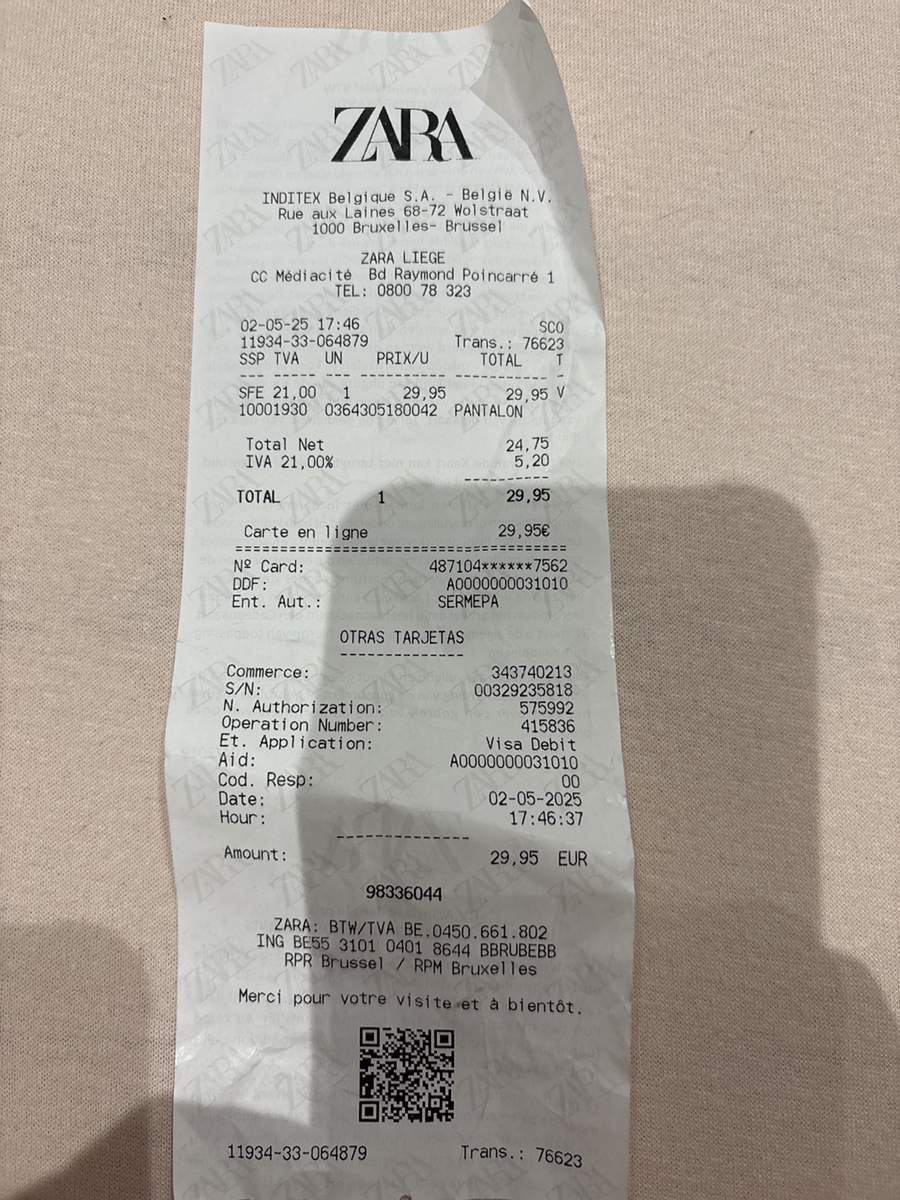 ZARA
INDITEX Belgique S.A. - België N.V.
Rue aux Laines 68-72 Wolstraat
1000 Bruxelles- Brussel
ZARA LIEGE
CC Médiacité Bd Raymond Poincarré 1
TEL: 0800 78 323
02-05-25 17:46 SCO
11934-33-064879 Trans.: 76623
SSP TVA UN PRIX/U TOTAL T
--- ----- --- ---------- ----------- -
SFE 21,00 1 29,95 29,95 V
10001930 0364305180042 PANTALON
Total Net 24,75
IVA 21,00% 5,20
----------
TOTAL 1 29,95
Carte en ligne 29,95€
======================================
Nº Card: 487104******7562
DDF: A0000000031010
Ent. Aut.: SERMEPA
OTRAS TARJETAS
--------------
Commerce: 343740213
S/N: 00329235818
N. Authorization: 575992
Operation Number: 415836
Et. Application: Visa Debit
Aid: A0000000031010
Cod. Resp: 00
Date: 02-05-2025
Hour: 17:46:37
--------------
Amount: 29,95 EUR
98336044
ZARA: BTW/TVA BE.0450.661.802
ING BE55 3101 0401 8644 BBRUBEBB
RPR Brussel / RPM Bruxelles
Merci pour votre visite et à bientôt.
11934-33-064879 Trans.: 76623